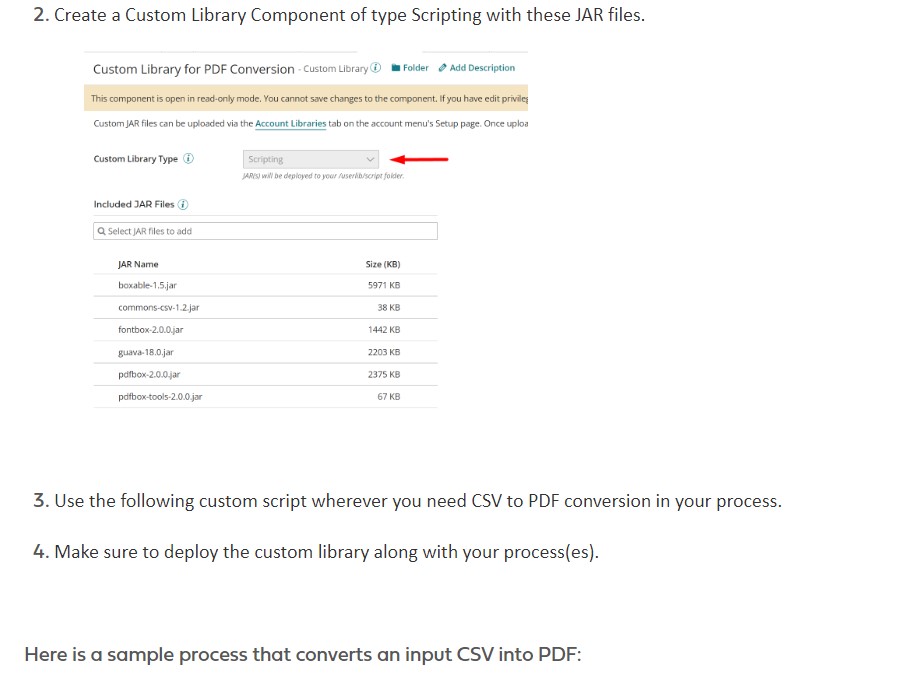 2. Create a Custom Library Component of type Scripting with these JAR files.
Custom Library for PDF Conversion - Custom Library Folder Add Description
This component is open in read-only mode. You cannot save changes to the component. If you have edit
Custom JAR files can be uploaded via the Account Libraries tab on the account menu's Setup page. Once
Custom Library Type Scripting
JAR(s) will be deployed to your /userlib/script folder.
Included JAR Files
Select JAR files to add
JAR Name Size (KB)
boxable-1.5.jar 5971 KB
commons-csv-1.2.jar 38 KB
fontbox-2.0.0.jar 1442 KB
guava-18.0.jar 2203 KB
pdfbox-2.0.0.jar 2375 KB
pdfbox-tools-2.0.0.jar 67 KB
3. Use the following custom script wherever you need CSV to PDF conversion in your process.
4. Make sure to deploy the custom library along with your process(es).
Here is a sample process that converts an input CSV into PDF: